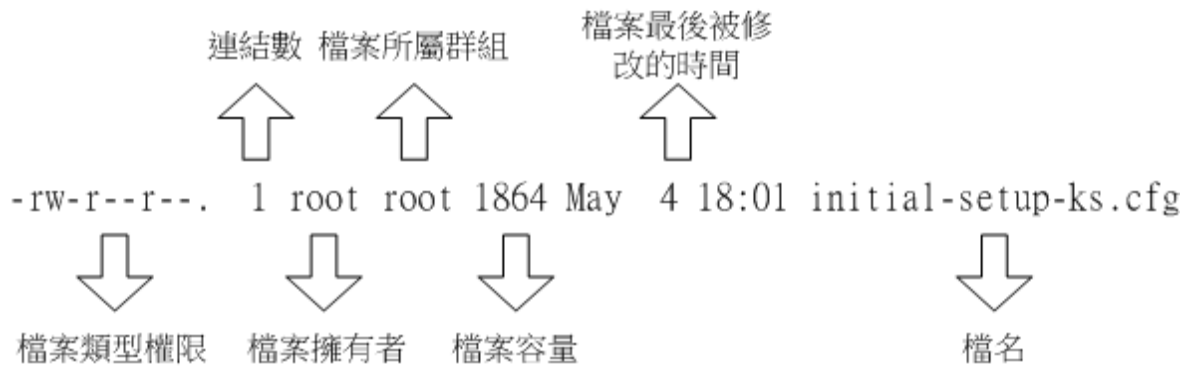 連結數 檔案所屬群組
檔案最後被修
改的時間
-rw-r--r--. 1 root root 1864 May 4 18:01 initial-setup-ks.cfg
檔案類型權限 檔案擁有者 檔案容量 檔名